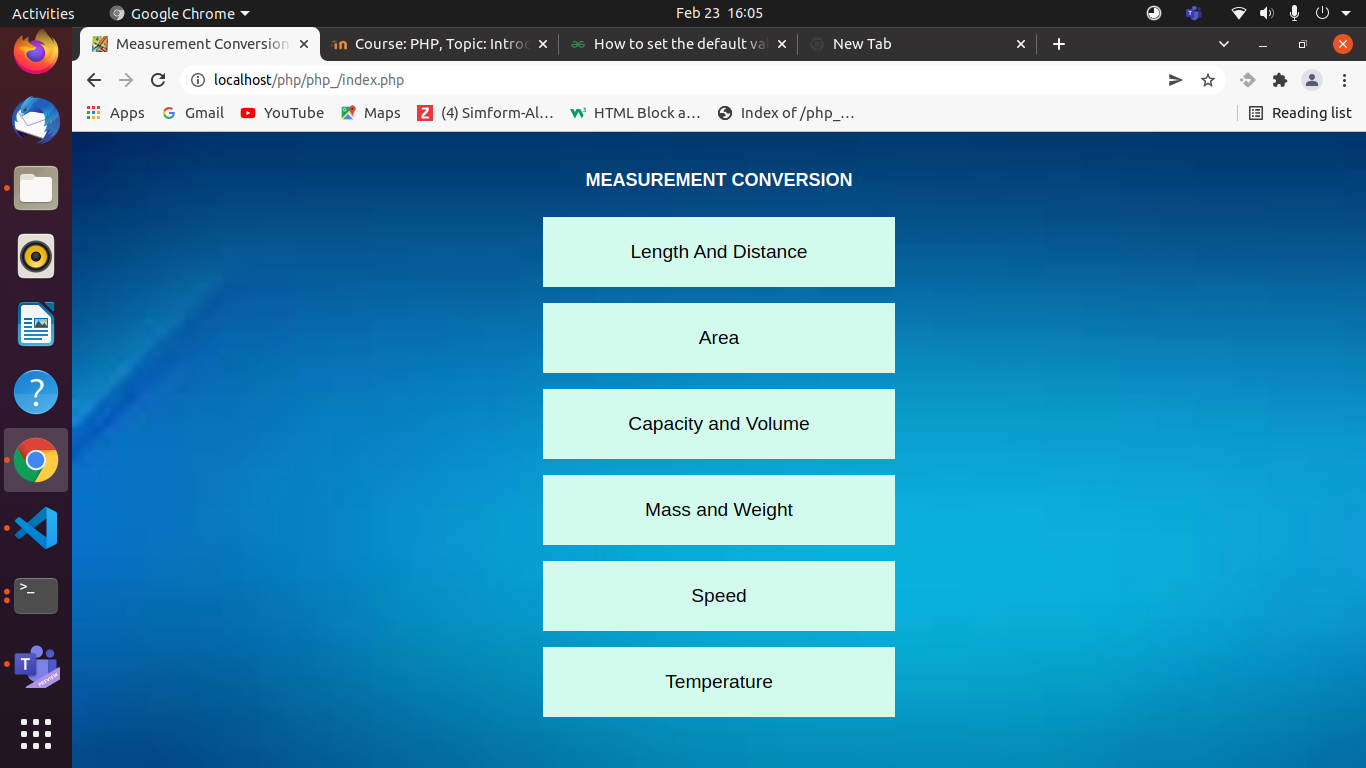 Activities
Google Chrome
Feb 23 16:05
Measurement Conversion
Course: PHP, Topic: Introd
How to set the default val
New Tab
localhost/php/php_/index.php
Apps
Gmail
YouTube
Maps
(4) Simform-Al…
HTML Block a…
Index of /php_…
Reading list
MEASUREMENT CONVERSION
Length And Distance
Area
Capacity and Volume
Mass and Weight
Speed
Temperature